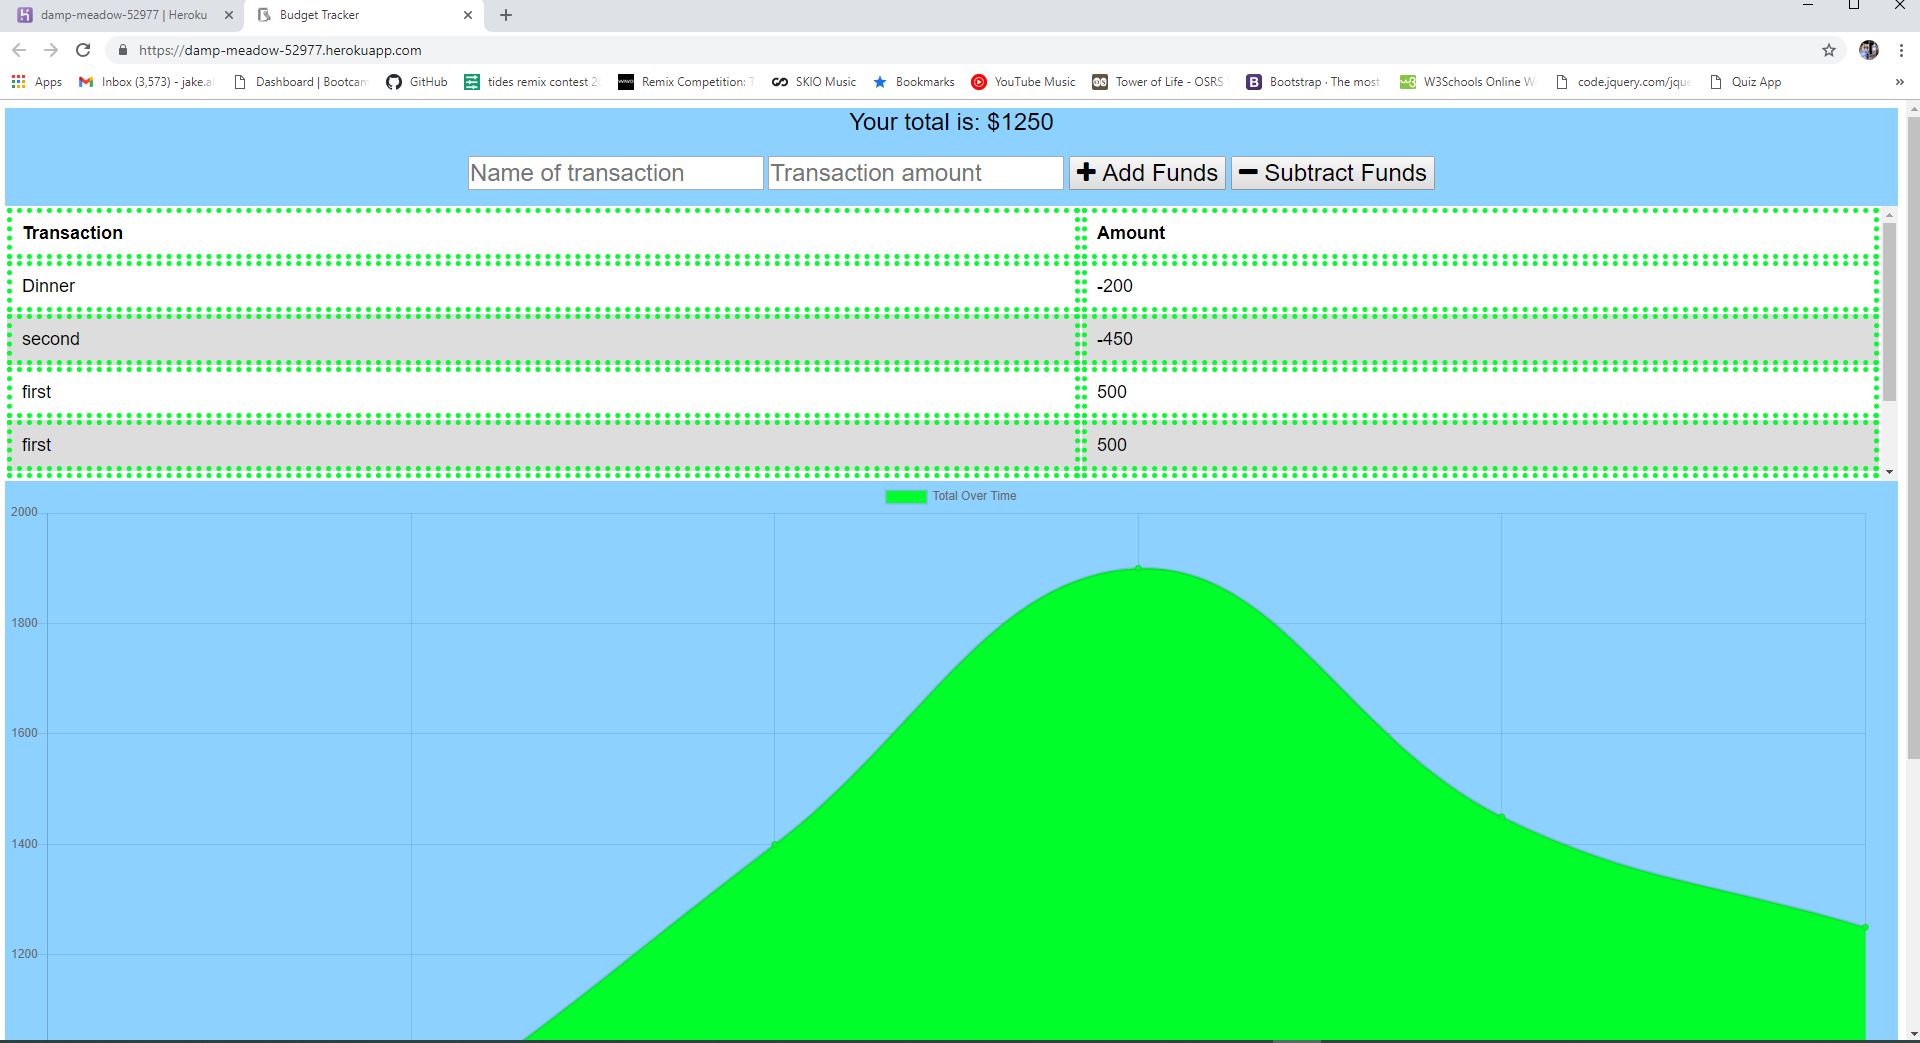 damp-meadow-52977 | Heroku
Budget Tracker
https://damp-meadow-52977.herokuapp.com
Apps
Inbox (3,573) - jake.a
Dashboard | Bootcam
GitHub
tides remix contest 2
Remix Competition:
SKIO Music
Bookmarks
YouTube Music
Tower of Life - OSRS
Bootstrap · The most
W3Schools Online W
code.jquery.com/jque
Quiz App
»
Your total is: $1250
Name of transaction Transaction amount Add Funds Subtract Funds
Transaction Amount
Dinner -200
second -450
first 500
first 500
Total Over Time
2000
1800
1600
1400
1200